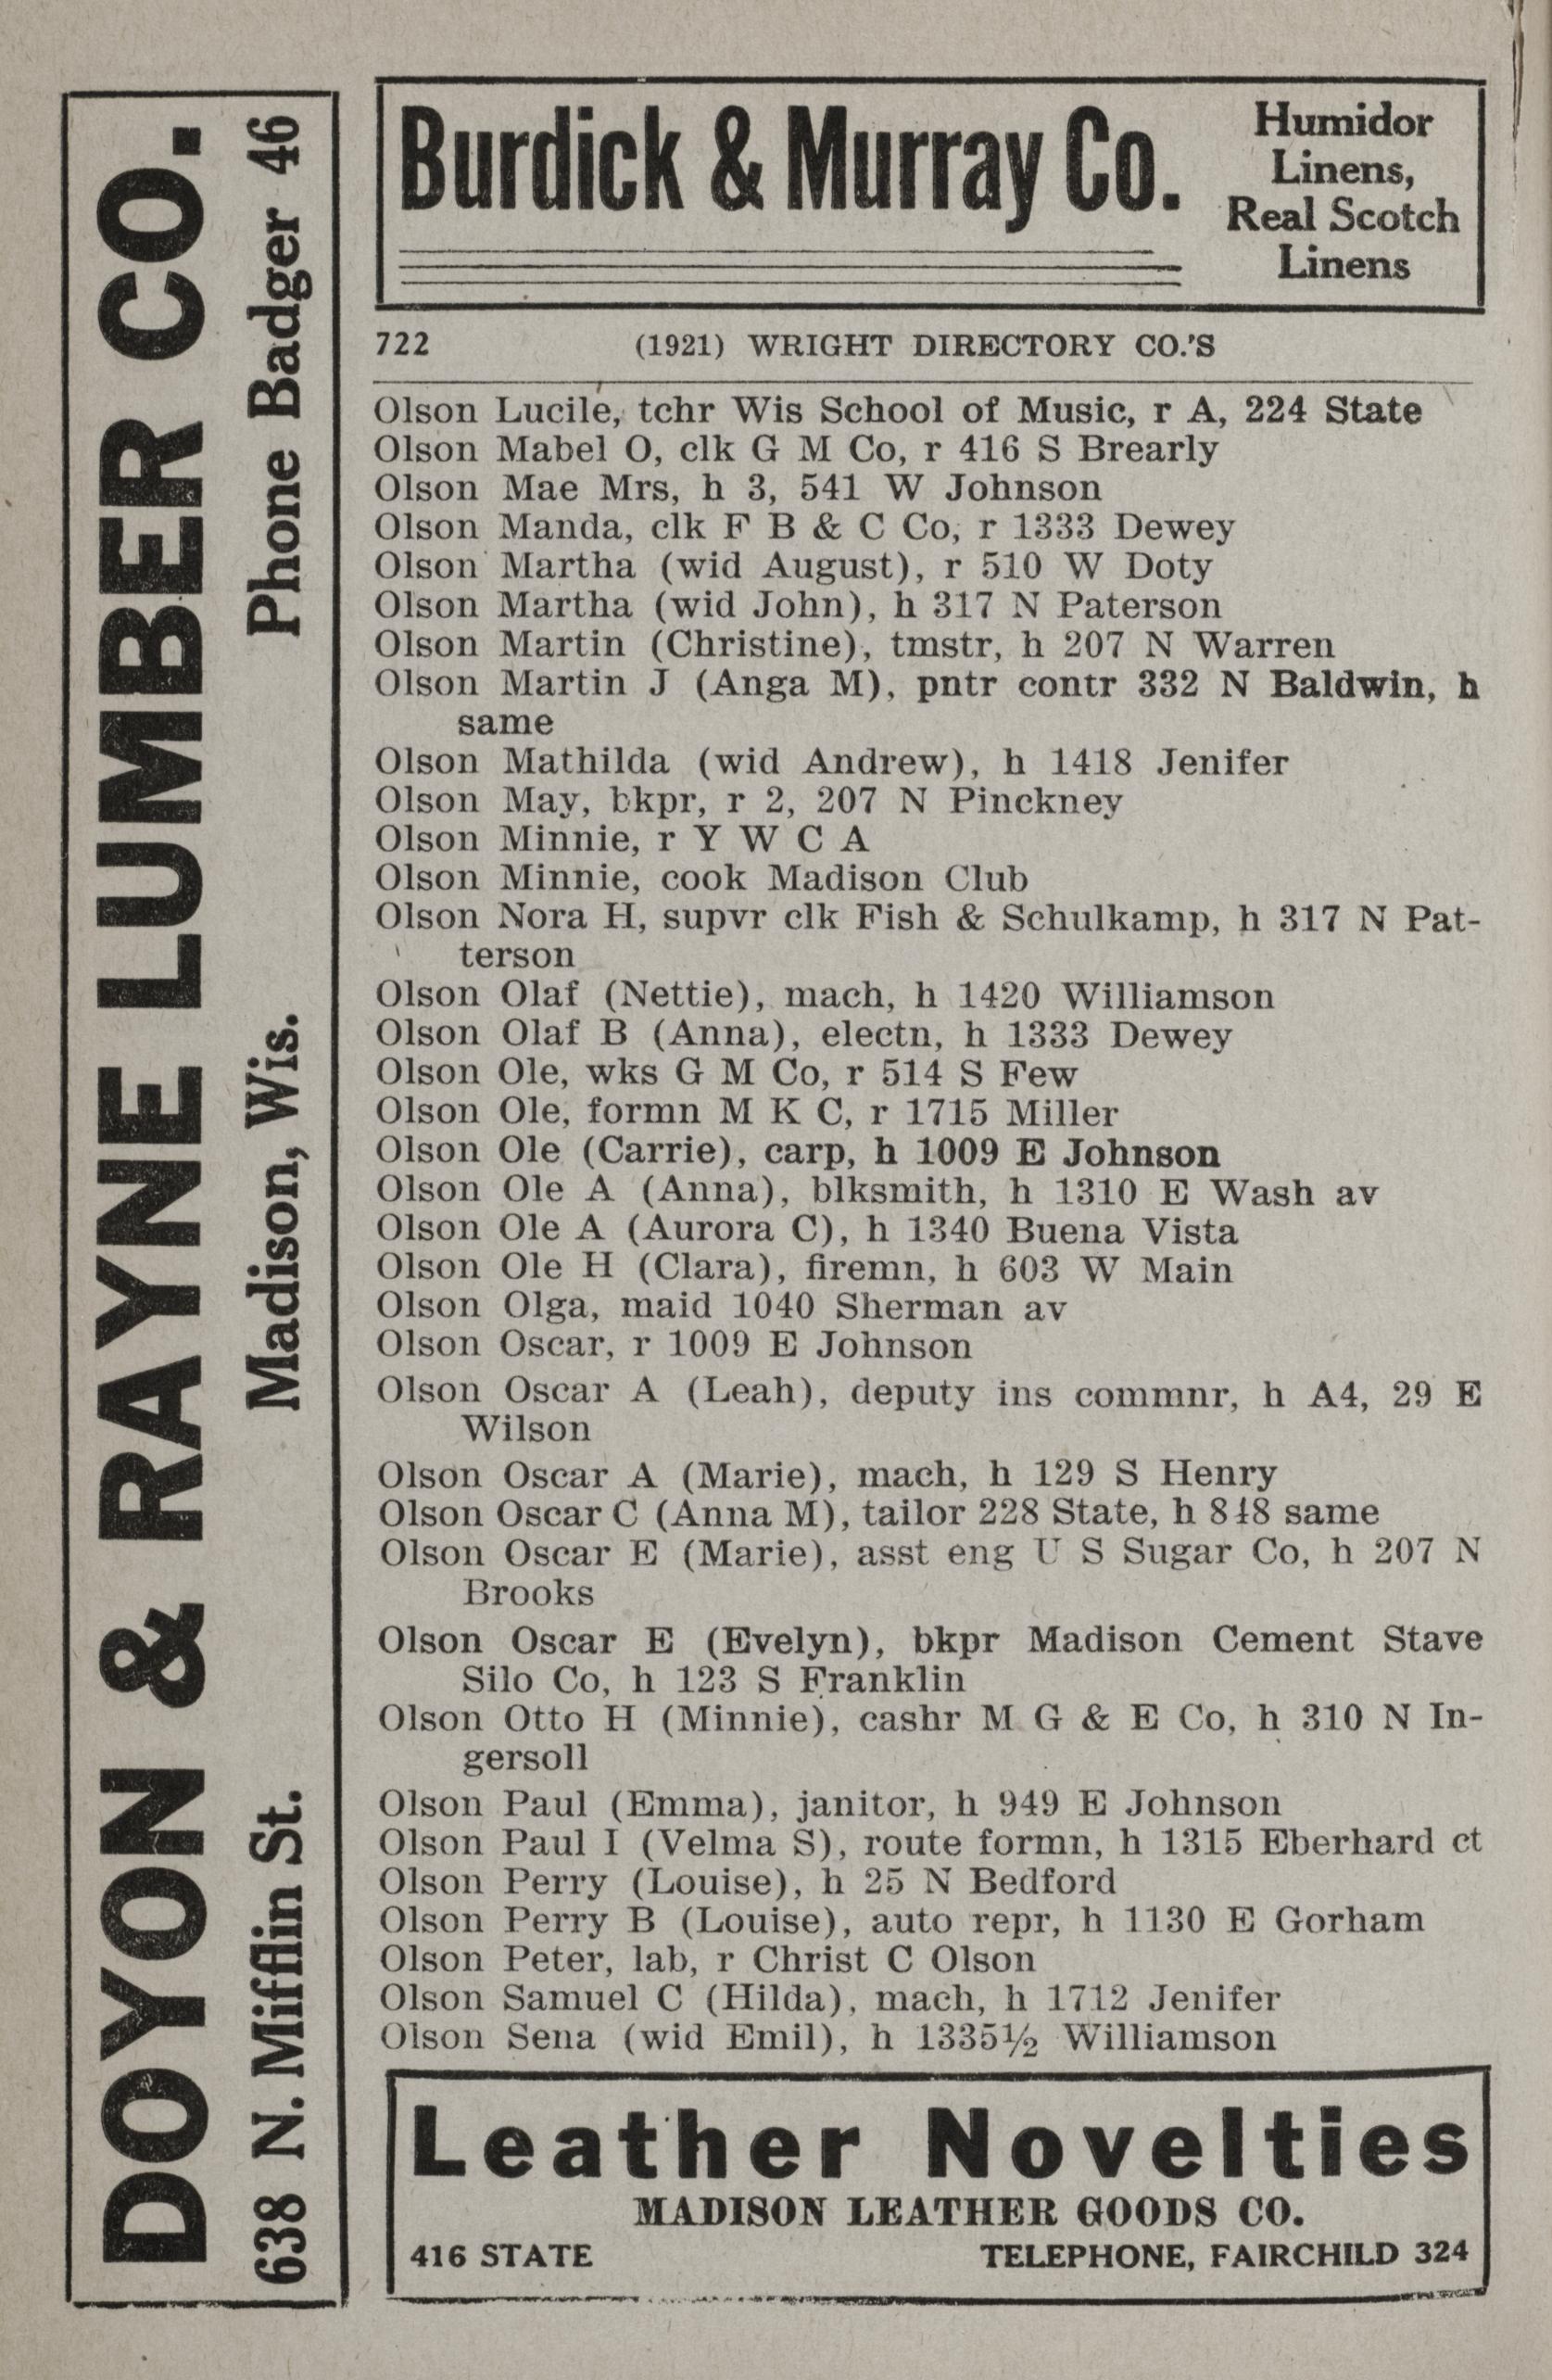 DOYON & RAYNE LUMBER CO.
638 N. Mifflin St. Madison, Wis. Phone Badger 46
Burdick & Murray Co.
Humidor
Linens,
Real Scotch
Linens
722 (1921) WRIGHT DIRECTORY CO.'S
Olson Lucile, tchr Wis School of Music, r A, 224 State
Olson Mabel O, clk G M Co, r 416 S Brearly
Olson Mae Mrs, h 3, 541 W Johnson
Olson Manda, clk F B & C Co, r 1333 Dewey
Olson Martha (wid August), r 510 W Doty
Olson Martha (wid John), h 317 N Paterson
Olson Martin (Christine), tmstr, h 207 N Warren
Olson Martin J (Anga M), pntr contr 332 N Baldwin, h
same
Olson Mathilda (wid Andrew), h 1418 Jenifer
Olson May, bkpr, r 2, 207 N Pinckney
Olson Minnie, r Y W C A
Olson Minnie, cook Madison Club
Olson Nora H, supvr clk Fish & Schulkamp, h 317 N Pat-
terson
Olson Olaf (Nettie), mach, h 1420 Williamson
Olson Olaf B (Anna), electn, h 1333 Dewey
Olson Ole, wks G M Co, r 514 S Few
Olson Ole, formn M K C, r 1715 Miller
Olson Ole (Carrie), carp, h 1009 E Johnson
Olson Ole A (Anna), blksmith, h 1310 E Wash av
Olson Ole A (Aurora C), h 1340 Buena Vista
Olson Ole H (Clara), firemn, h 603 W Main
Olson Olga, maid 1040 Sherman av
Olson Oscar, r 1009 E Johnson
Olson Oscar A (Leah), deputy ins commnr, h A4, 29 E
Wilson
Olson Oscar A (Marie), mach, h 129 S Henry
Olson Oscar C (Anna M), tailor 228 State, h 848 same
Olson Oscar E (Marie), asst eng U S Sugar Co, h 207 N
Brooks
Olson Oscar E (Evelyn), bkpr Madison Cement Stave
Silo Co, h 123 S Franklin
Olson Otto H (Minnie), cashr M G & E Co, h 310 N In-
gersoll
Olson Paul (Emma), janitor, h 949 E Johnson
Olson Paul I (Velma S), route formn, h 1315 Eberhard ct
Olson Perry (Louise), h 25 N Bedford
Olson Perry B (Louise), auto repr, h 1130 E Gorham
Olson Peter, lab, r Christ C Olson
Olson Samuel C (Hilda), mach, h 1712 Jenifer
Olson Sena (wid Emil), h 1335½ Williamson
Leather Novelties
MADISON LEATHER GOODS CO.
416 STATE TELEPHONE, FAIRCHILD 324